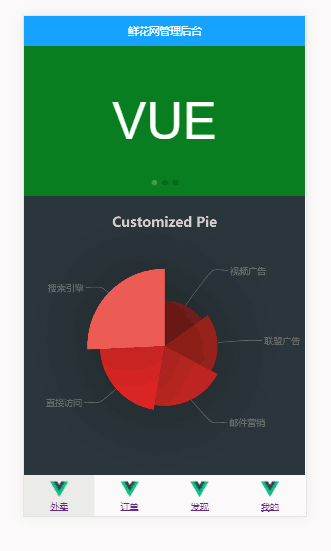 鲜花网管理后台
VUE
Customized Pie
视频广告
搜索引擎
联盟广告
直接访问
邮件营销
外卖
订单
发现
我的